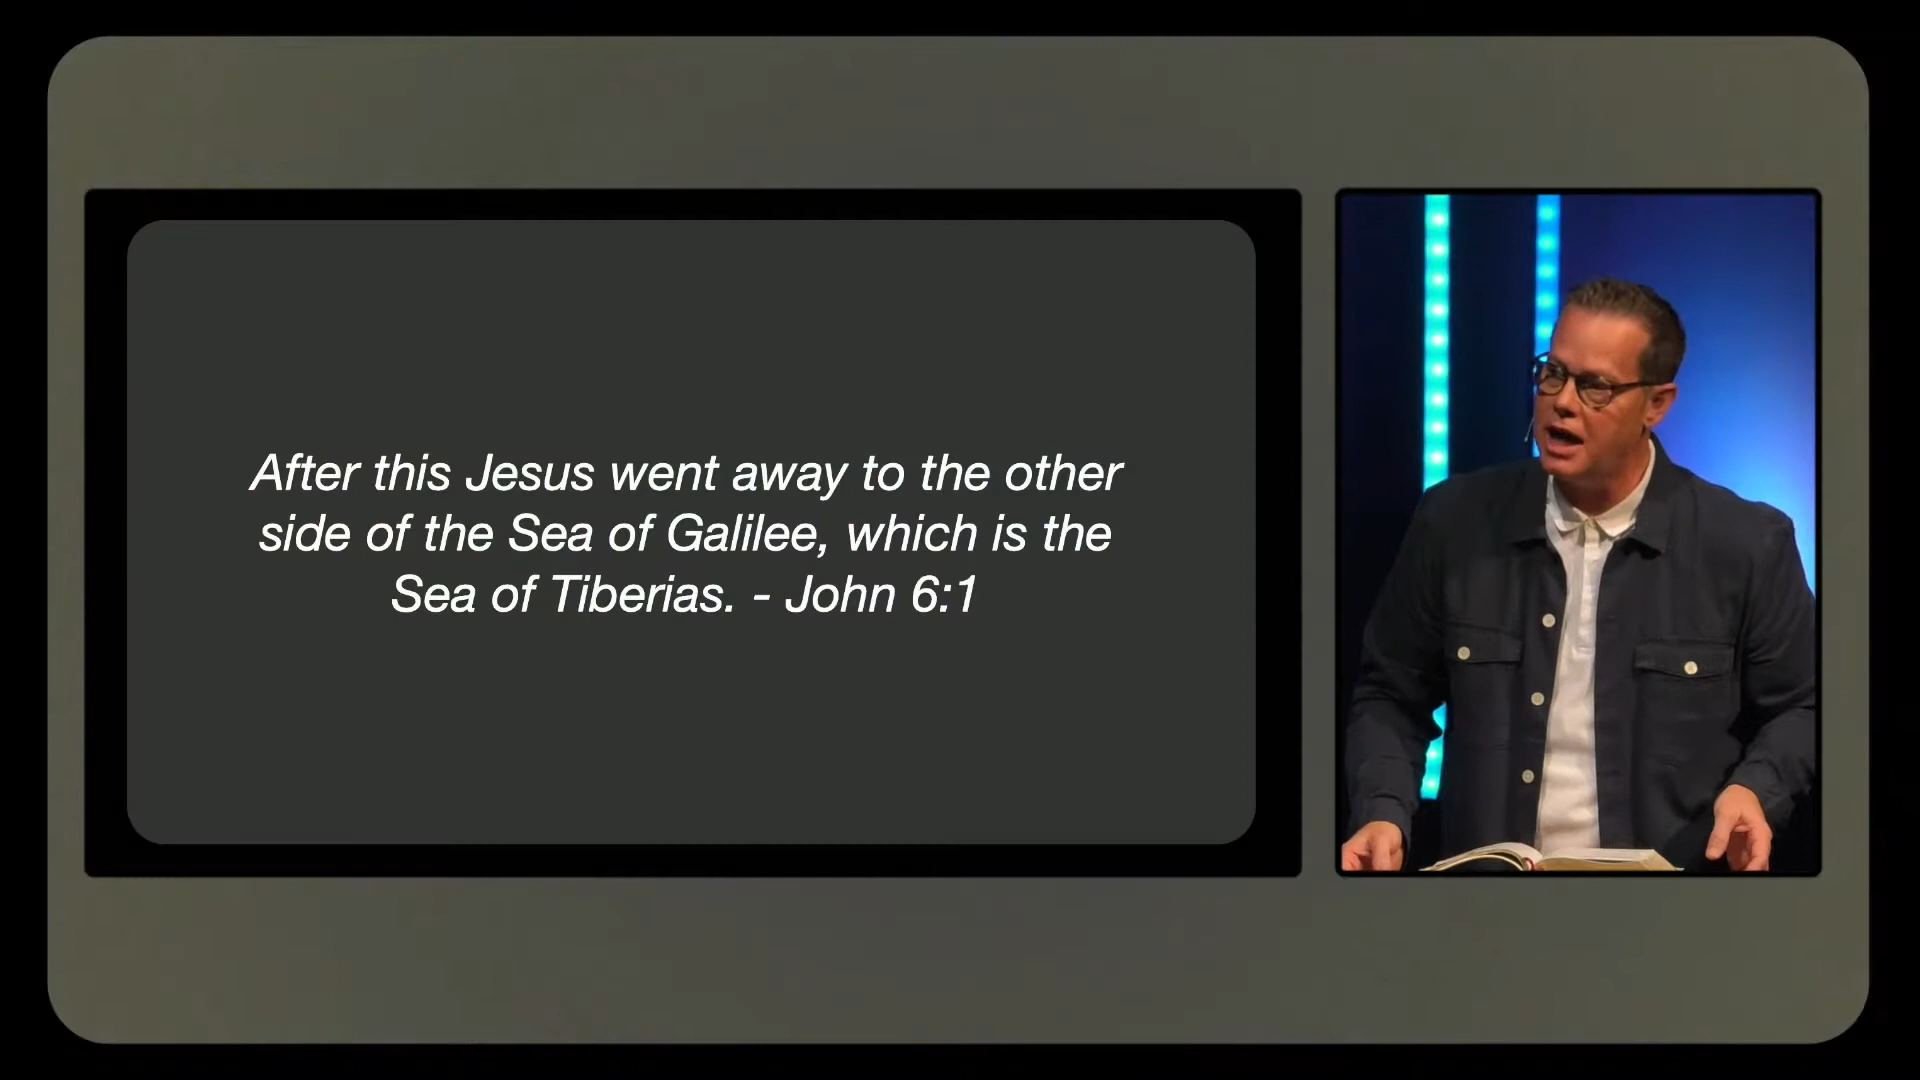 After this Jesus went away to the other
side of the Sea of Galilee, which is the
Sea of Tiberias. - John 6:1